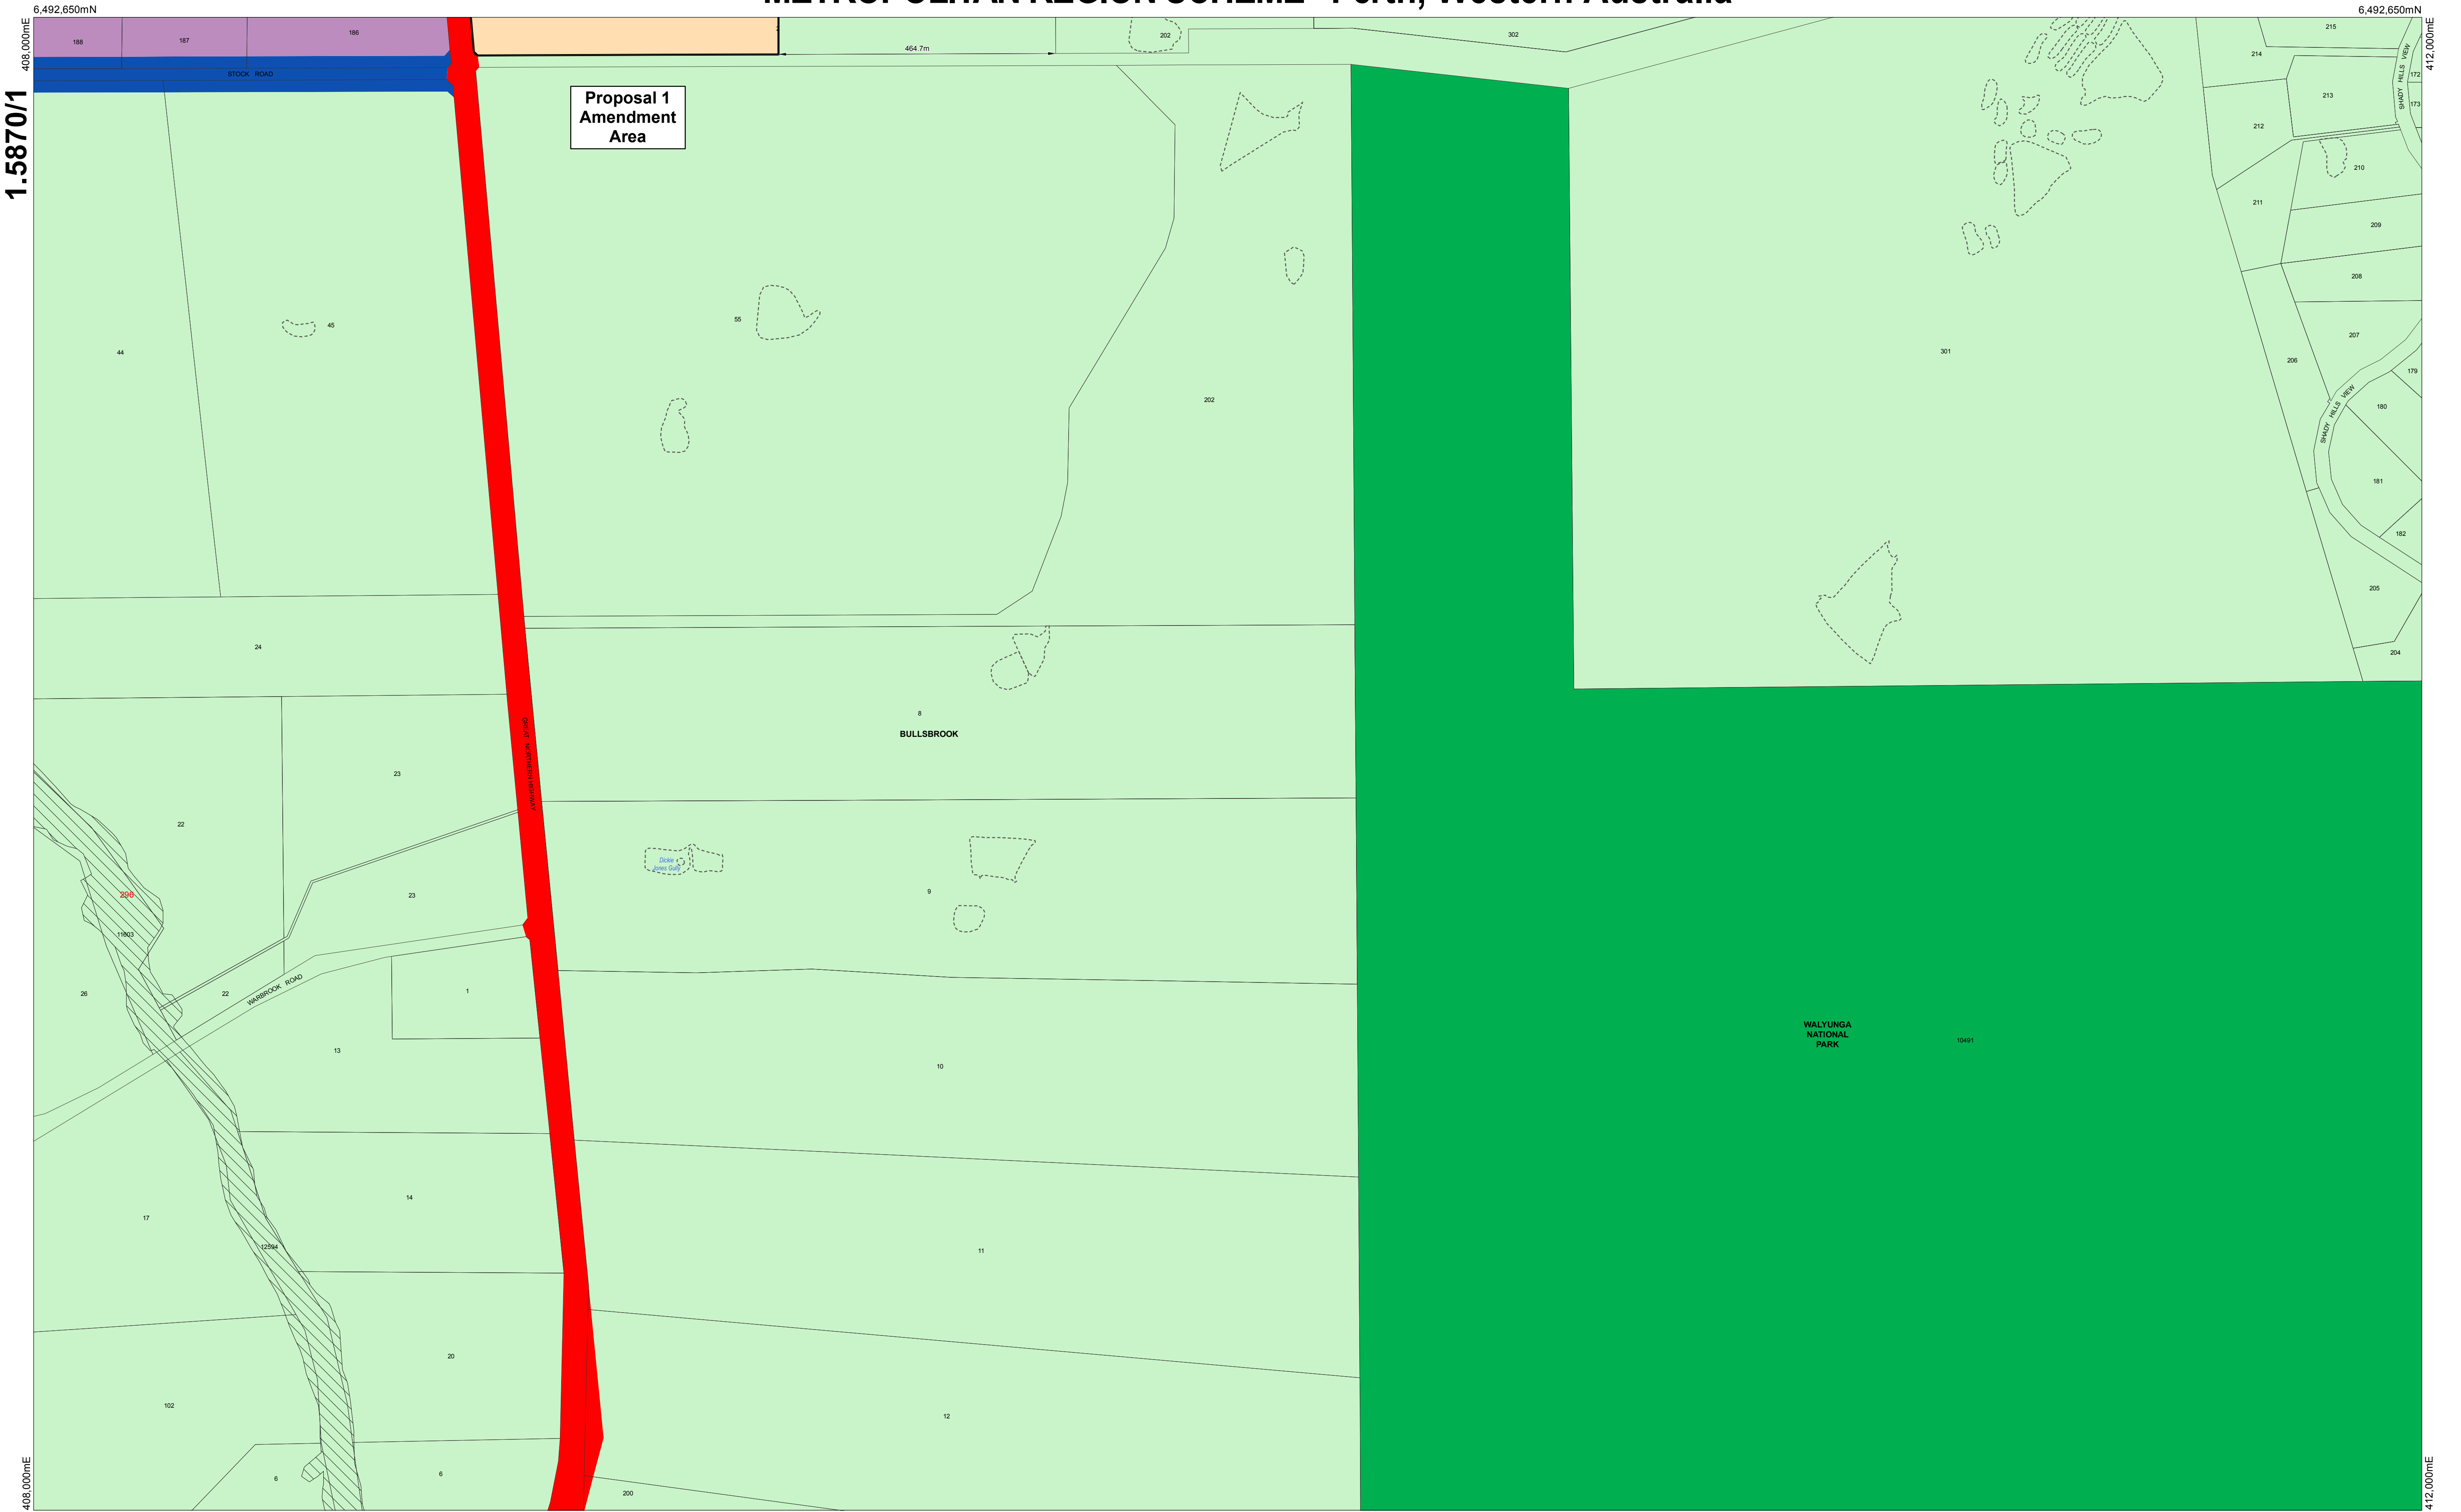 METROPOLITAN REGION SCHEME - Perth, Western Australia
6,492,650mN
6,492,650mN
408,000mE
412,000mE
1.5870/1
188
187
186
STOCK ROAD
464.7m
202
302
215
214
SHADY HILLS VIEW
172
213
173
212
210
211
209
208
207
206
179
SHADY HILLS VIEW
180
181
182
205
204
Proposal 1
Amendment
Area
44
45
55
202
301
24
8
BULLSBROOK
GREAT NORTHERN HIGHWAY
23
22
Dickie
Jones Gully
9
296
23
11603
26
22
WARBROOK ROAD
1
13
10
WALYUNGA
NATIONAL
PARK
10491
14
17
12594
11
20
102
12
6
6
200
408,000mE
412,000mE